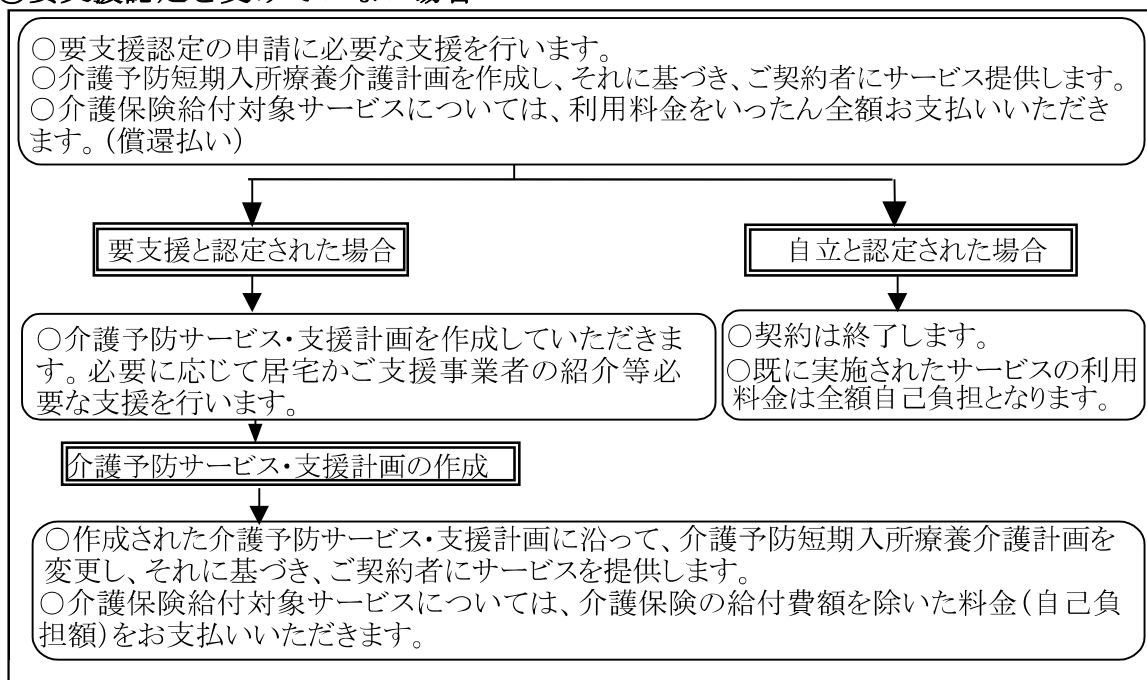 ○要支援認定の申請に必要な支援を行います。
○介護予防短期入所療養介護計画を作成し、それに基づき、ご契約者にサービス提供します。
○介護保険給付対象サービスについては、利用料金をいったん全額お支払いいただき
ます。(償還払い)
要支援と認定された場合
自立と認定された場合
○介護予防サービス・支援計画を作成していただきま
す。必要に応じて居宅かご支援事業者の紹介等必
要な支援を行います。
○契約は終了します。
○既に実施されたサービスの利用
料金は全額自己負担となります。
介護予防サービス・支援計画の作成
○作成された介護予防サービス・支援計画に沿って、介護予防短期入所療養介護計画を
変更し、それに基づき、ご契約者にサービスを提供します。
○介護保険給付対象サービスについては、介護保険の給付費額を除いた料金(自己負
担額)をお支払いいただきます。